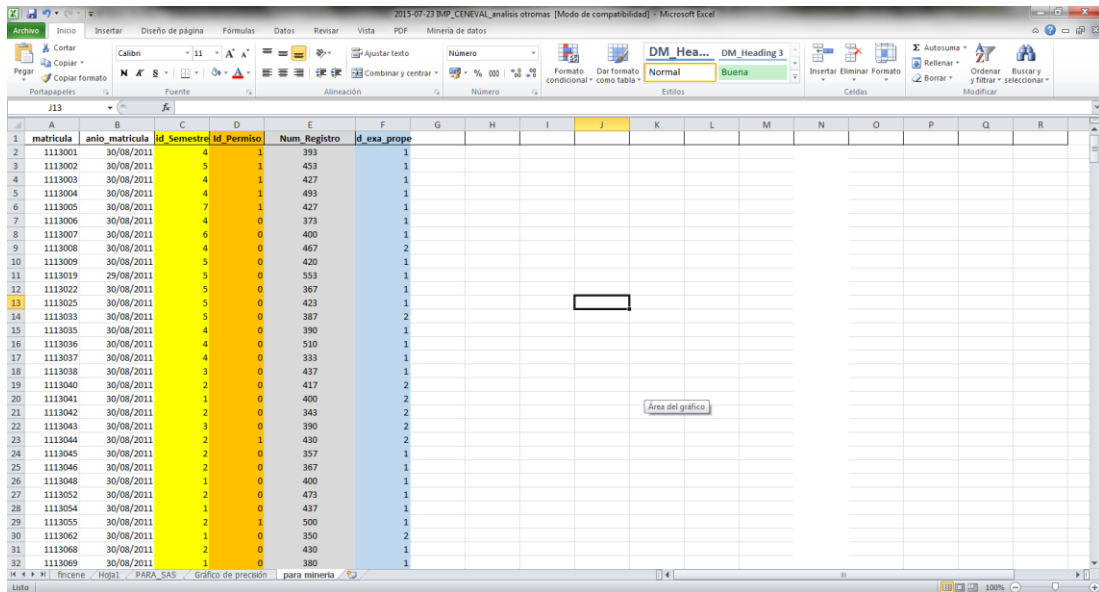 2015-07-23 IMP_CENEVAL_analisis otromas [Modo de compatibilidad] - Microsoft Excel
Archivo Inicio Insertar Diseño de página Fórmulas Datos Revisar Vista PDF Minería de datos
Pegar
Cortar
Copiar
Copiar formato
Portapapeles
Calibri 11
N K S
Fuente
Ajustar texto
Combinar y centrar
Alineación
Número
% 000
Número
Formato condicional
Dar formato como tabla
DM_Hea... DM_Heading 3
Normal Buena
Estilos
Insertar Eliminar Formato
Celdas
Autosuma
Rellenar
Borrar
Ordenar y filtrar
Buscar y seleccionar
Modificar
J13 fx
A B C D E F G H I J K L M N O P Q R
1 matricula anio_matricula id_Semestre Id_Permiso Num_Registro d_exa_prope
2 1113001 30/08/2011 4 1 393 1
3 1113002 30/08/2011 5 1 453 1
4 1113003 30/08/2011 4 1 427 1
5 1113004 30/08/2011 4 1 493 1
6 1113005 30/08/2011 7 1 427 1
7 1113006 30/08/2011 4 0 373 1
8 1113007 30/08/2011 6 0 400 1
9 1113008 30/08/2011 4 0 467 2
10 1113009 30/08/2011 5 0 420 1
11 1113019 29/08/2011 5 0 553 1
12 1113022 30/08/2011 5 0 367 1
13 1113025 30/08/2011 5 0 423 1
14 1113033 30/08/2011 5 0 387 2
15 1113035 30/08/2011 4 0 390 1
16 1113036 30/08/2011 4 0 510 1
17 1113037 30/08/2011 4 0 333 1
18 1113038 30/08/2011 3 0 437 1
19 1113040 30/08/2011 2 0 417 2
20 1113041 30/08/2011 1 0 400 2
21 1113042 30/08/2011 2 0 343 2
22 1113043 30/08/2011 3 0 390 2
23 1113044 30/08/2011 2 1 430 2
24 1113045 30/08/2011 2 0 357 1
25 1113046 30/08/2011 2 0 367 1
26 1113048 30/08/2011 1 0 400 1
27 1113052 30/08/2011 2 0 473 1
28 1113054 30/08/2011 1 0 437 1
29 1113055 30/08/2011 2 1 500 1
30 1113062 30/08/2011 1 0 350 2
31 1113068 30/08/2011 2 0 430 1
32 1113069 30/08/2011 1 0 380 1
Área del gráfico
fincene Hoja1 PARA_SAS Gráfico de precisión para mineria
Listo 100%